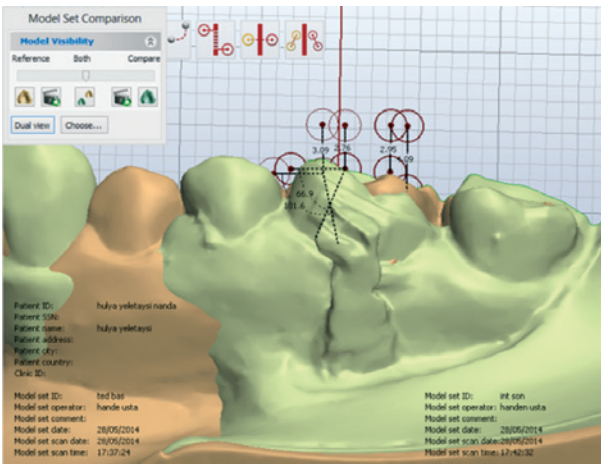 Model Set Comparison
Model Visibility
Reference Both Compare
Dual view Choose...
3.09 2.76 2.95 4.09
66.9
101.6
Patient ID: hulya yeletaysi nanda
Patient SSN:
Patient name: hulya yeletaysi
Patient address:
Patient city:
Patient country:
Clinic ID:
Model set ID: ted bas
Model set operator: hande usta
Model set comment:
Model set date: 28/05/2014
Model set scan date: 28/05/2014
Model set scan time: 17:37:24
Model set ID: int son
Model set operator: handen usta
Model set comment:
Model set date: 28/05/2014
Model set scan date: 28/05/2014
Model set scan time: 17:42:32